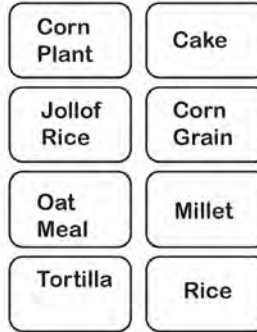 Corn
Plant
Cake
Jollof
Rice
Corn
Grain
Oat
Meal
Millet
Tortilla
Rice